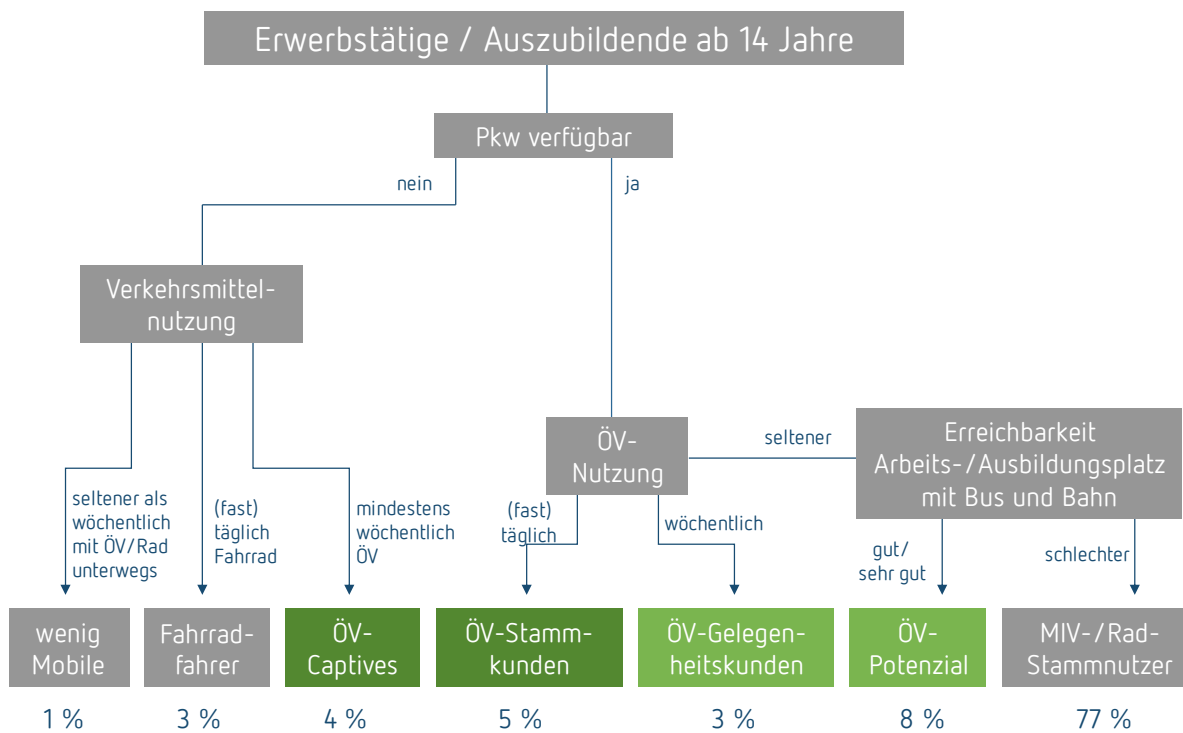 Erwerbstätige / Auszubildende ab 14 Jahre
Pkw verfügbar
nein
ja
Verkehrsmittel-
nutzung
ÖV-
Nutzung
seltener
Erreichbarkeit
Arbeits-/Ausbildungsplatz
mit Bus und Bahn
seltener als
wöchentlich
mit ÖV/Rad
unterwegs
(fast)
täglich
Fahrrad
mindestens
wöchentlich
ÖV
(fast)
täglich
wöchentlich
gut/
sehr gut
schlechter
wenig
Mobile
Fahrrad-
fahrer
ÖV-
Captives
ÖV-Stamm-
kunden
ÖV-Gelegen-
heitskunden
ÖV-
Potenzial
MIV-/Rad-
Stammnutzer
1 %
3 %
4 %
5 %
3 %
8 %
77 %